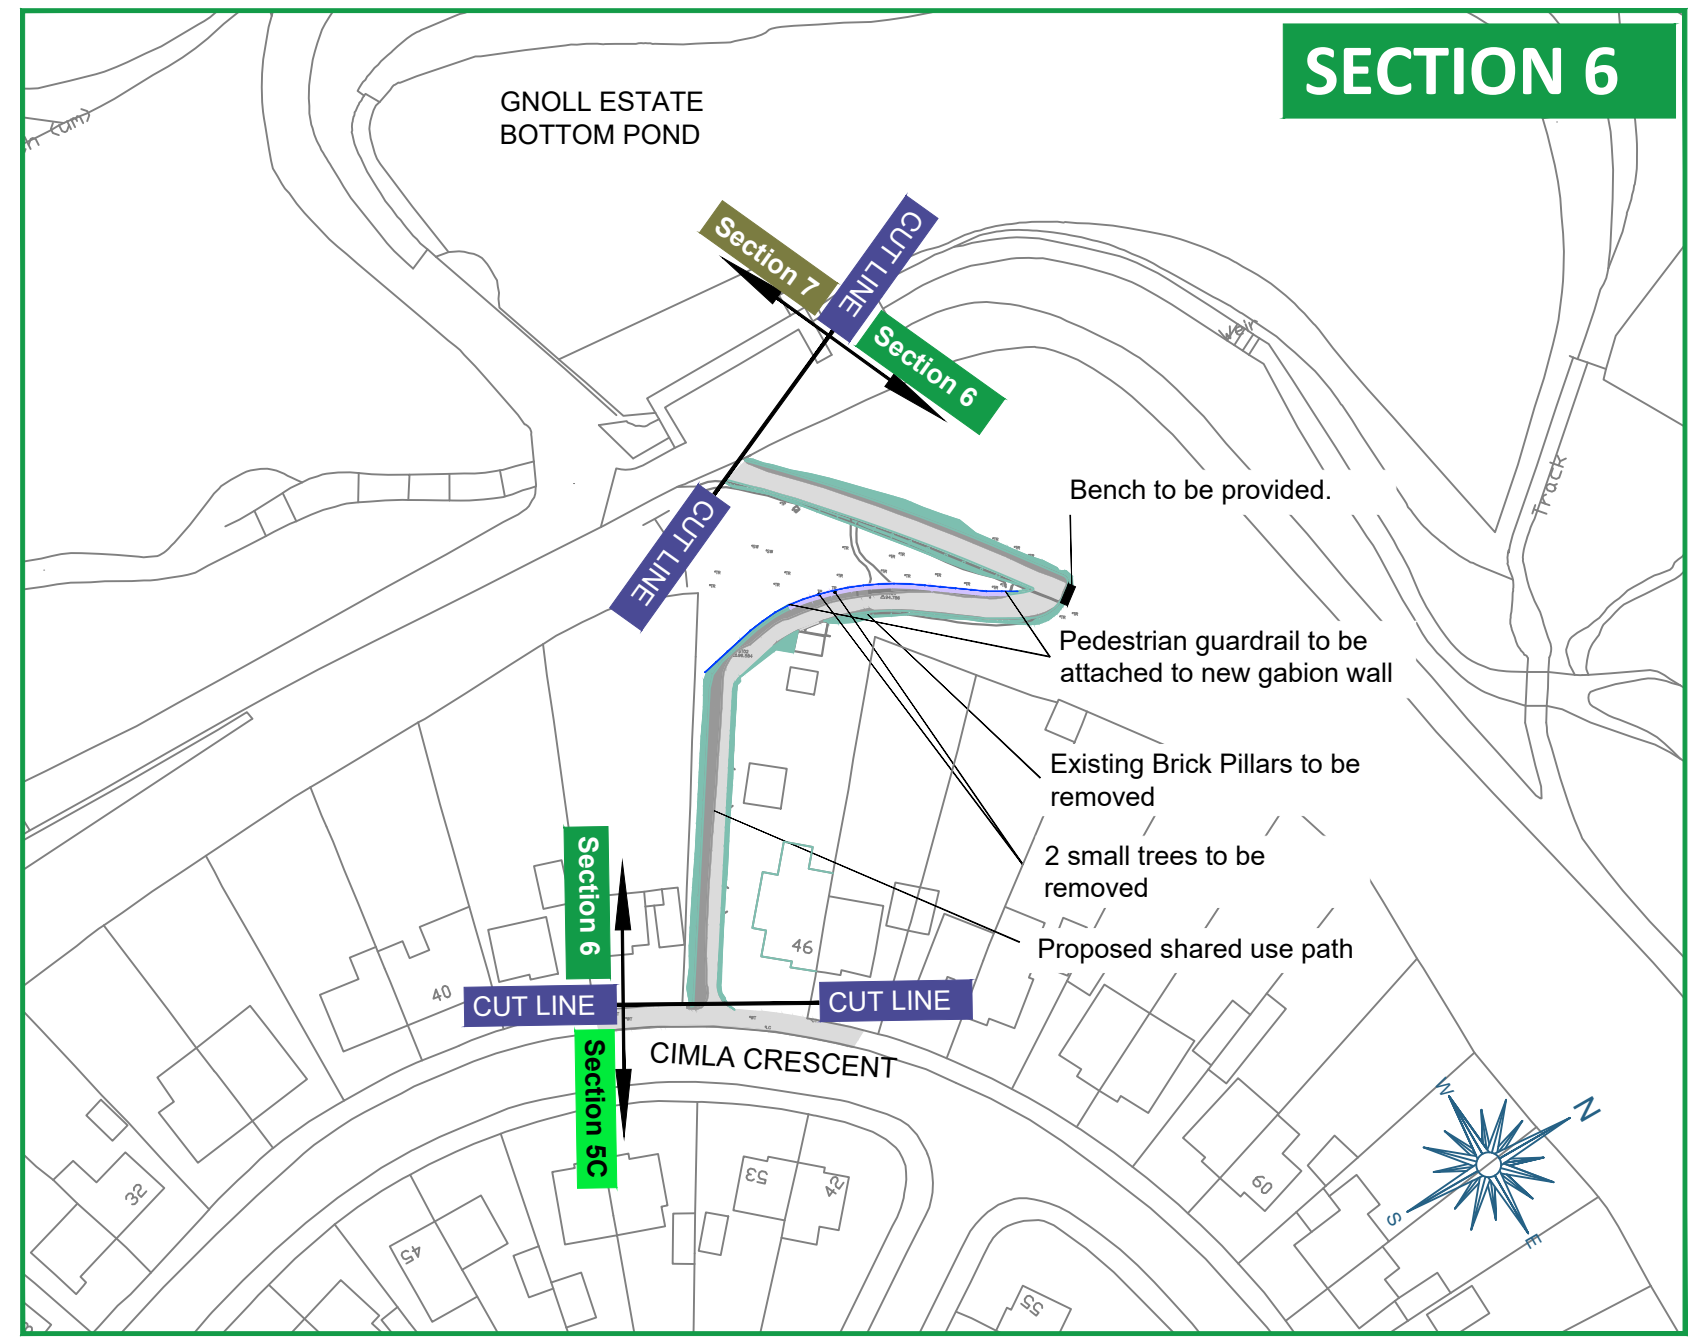 SECTION 6
GNOLL ESTATE
BOTTOM POND
Section 7
CUT LINE
Section 6
Weir
Track
CUT LINE
Bench to be provided.
Pedestrian guardrail to be
attached to new gabion wall
Existing Brick Pillars to be
removed
2 small trees to be
removed
Proposed shared use path
Section 6
46
40
CUT LINE
CUT LINE
CIMLA CRESCENT
Section 5C
32
45
53
42
60
55
W
N
S
E